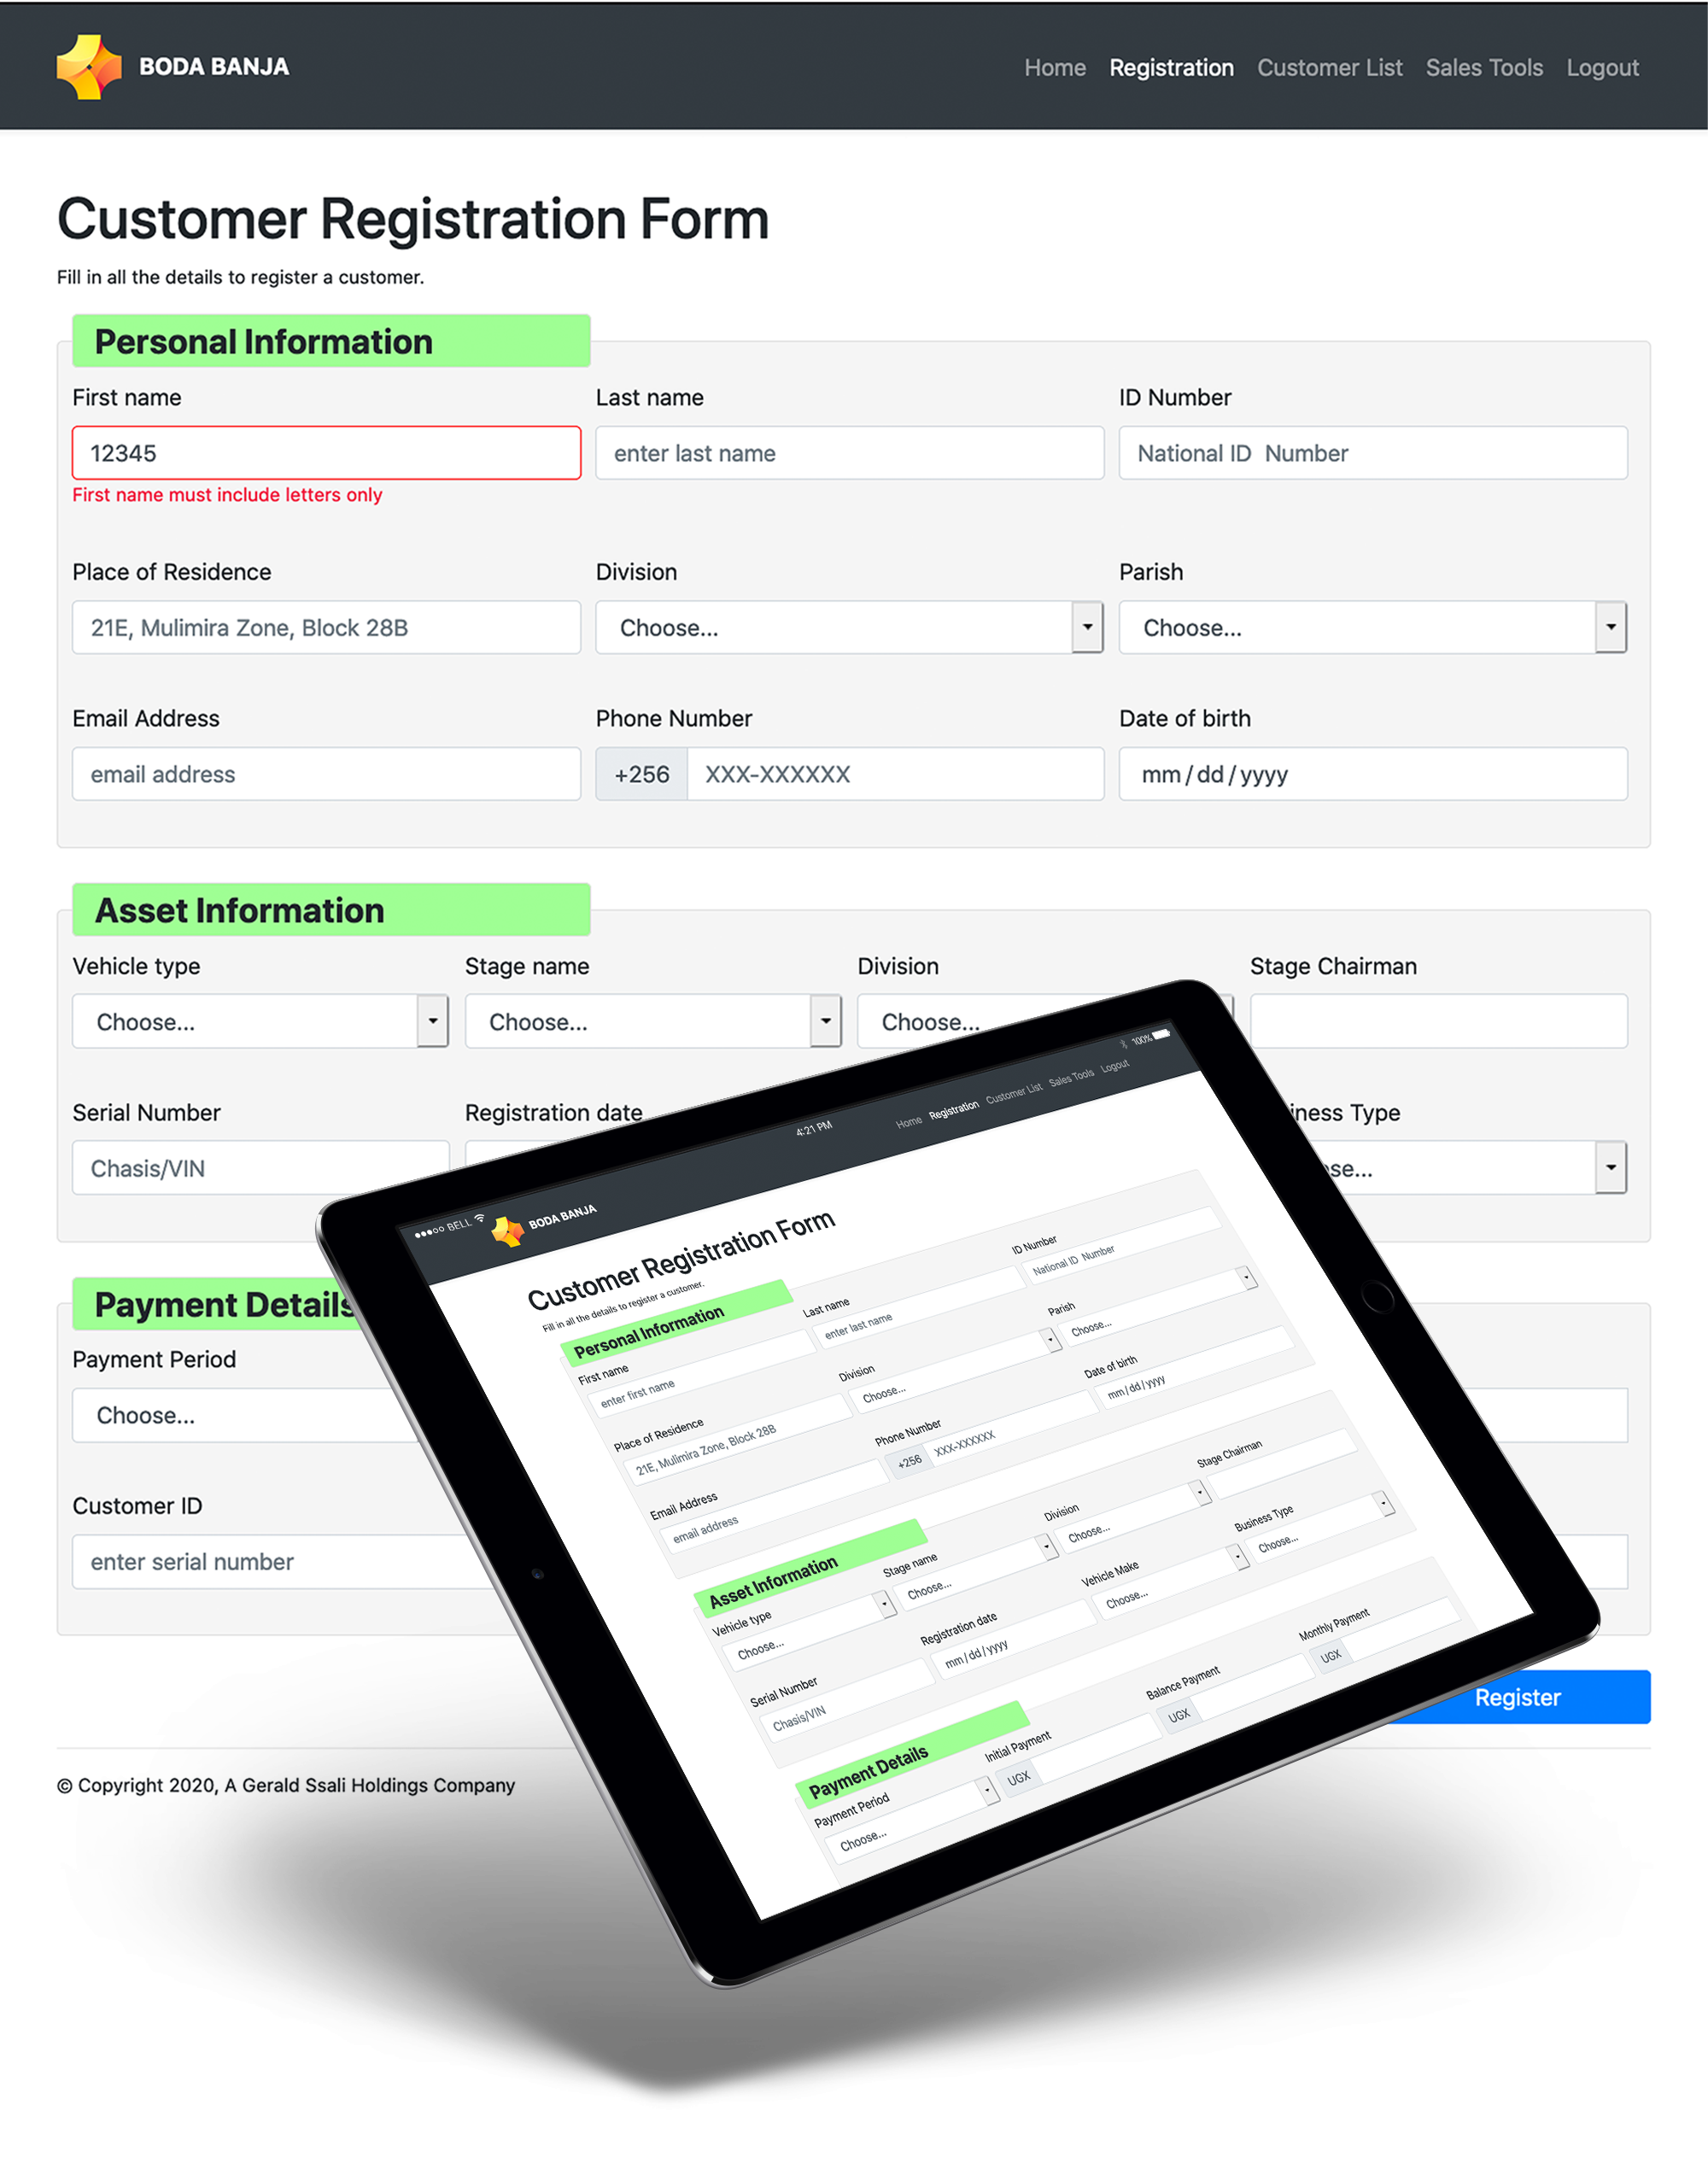 BODA BANJA
Home Registration Customer List Sales Tools Logout
Customer Registration Form
Fill in all the details to register a customer.
Personal Information
First name Last name ID Number
12345 enter last name National ID Number
First name must include letters only
Place of Residence Division Parish
21E, Mulimira Zone, Block 28B Choose... Choose...
Email Address Phone Number Date of birth
email address +256 XXX-XXXXXX mm/dd/yyyy
Asset Information
Vehicle type Stage name Division Stage Chairman
Choose... Choose... Choose...
Serial Number Registration date
Chasis/VIN
Payment Details
Payment Period
Choose...
Customer ID
enter serial number
Register
© Copyright 2020, A Gerald Ssali Holdings Company
BELL 4:21 PM 100%
BODA BANJA
Home Registration Customer List Sales Tools Logout
Customer Registration Form
Fill in all the details to register a customer.
Personal Information
First name Last name ID Number
enter first name enter last name National ID Number
Place of Residence Division Parish
21E, Mulimira Zone, Block 28B Choose... Choose...
Email Address Phone Number Date of birth
email address +256 XXX-XXXXXX mm/dd/yyyy
Asset Information
Vehicle type Stage name Division Stage Chairman
Choose... Choose... Choose...
Serial Number Registration date Vehicle Make Business Type
Chasis/VIN mm/dd/yyyy Choose... Choose...
Payment Details
Payment Period Initial Payment Balance Payment Monthly Payment
Choose... UGX UGX UGX